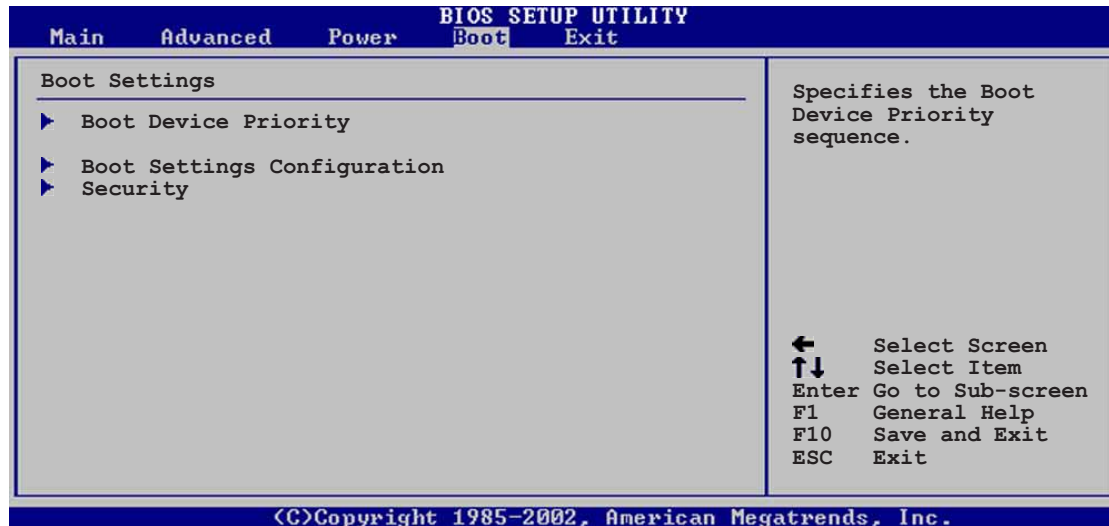 BIOS SETUP UTILITY
Main Advanced Power Boot Exit
Boot Settings
Boot Device Priority
Boot Settings Configuration
Security
Specifies the Boot
Device Priority
sequence.
← Select Screen
↑↓ Select Item
Enter Go to Sub-screen
F1 General Help
F10 Save and Exit
ESC Exit
(C)Copyright 1985-2002, American Megatrends, Inc.